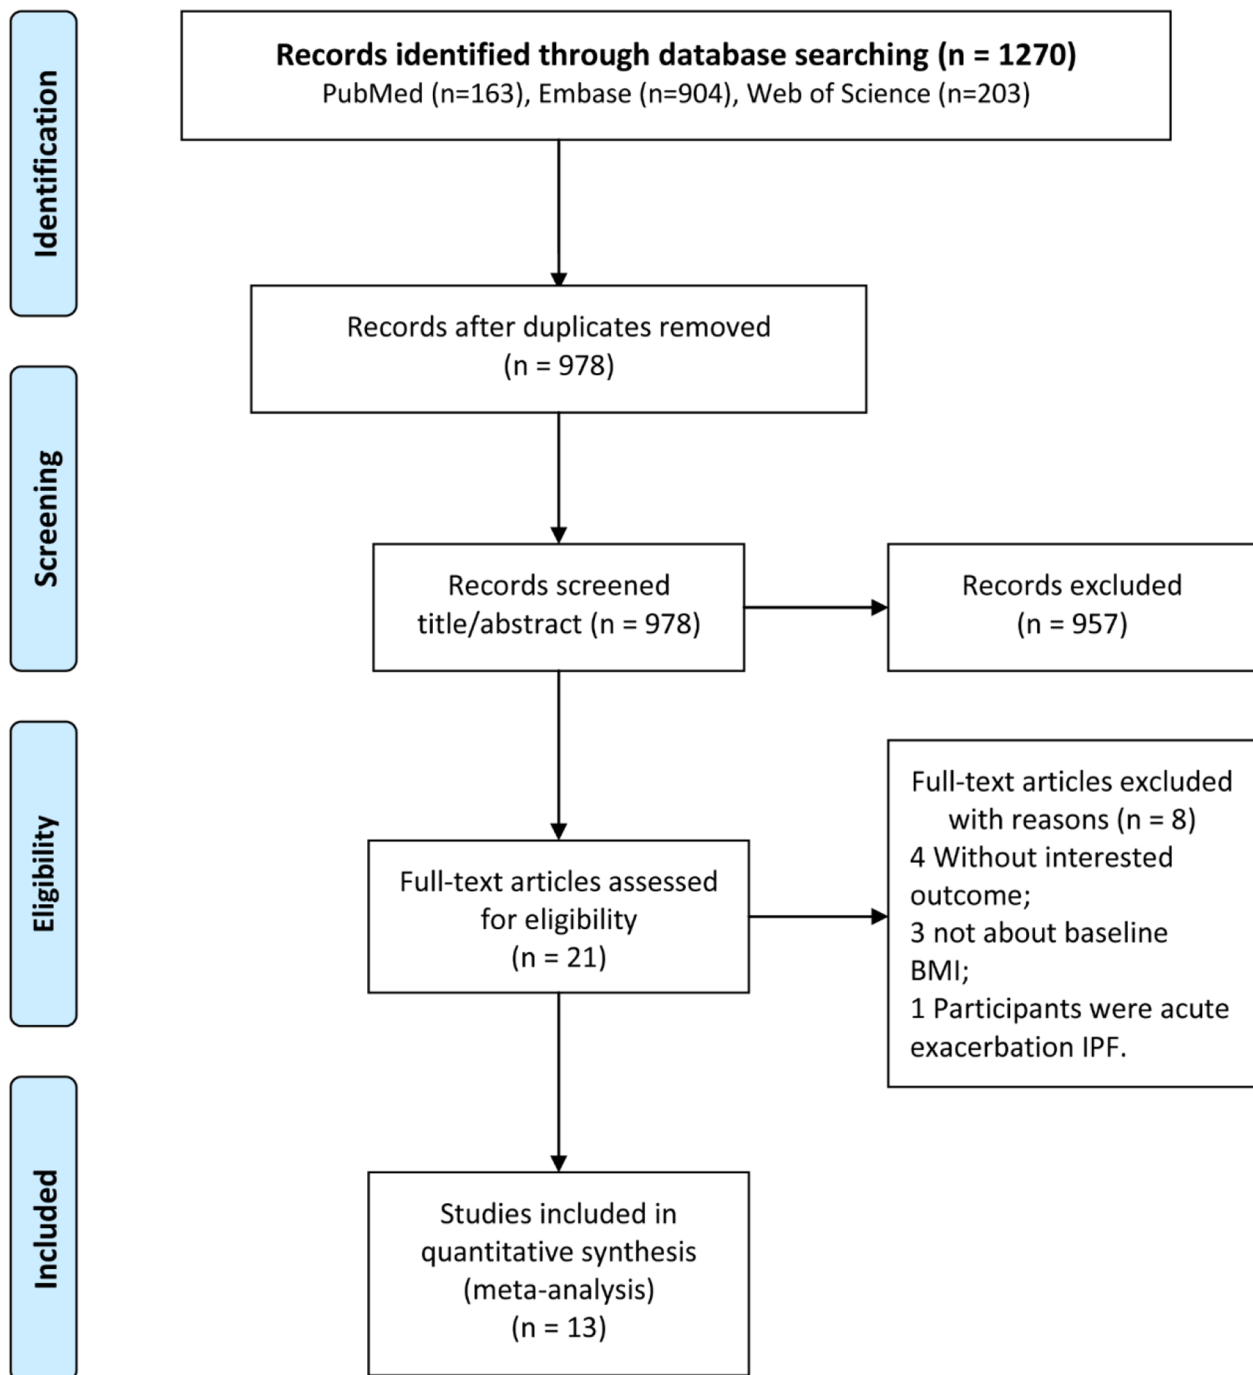 Identification
Records identified through database searching (n = 1270)
PubMed (n=163), Embase (n=904), Web of Science (n=203)
Records after duplicates removed
(n = 978)
Screening
Records screened
title/abstract (n = 978)
Records excluded
(n = 957)
Eligibility
Full-text articles assessed
for eligibility
(n = 21)
Full-text articles excluded
with reasons (n = 8)
4 Without interested
outcome;
3 not about baseline
BMI;
1 Participants were acute
exacerbation IPF.
Included
Studies included in
quantitative synthesis
(meta-analysis)
(n = 13)